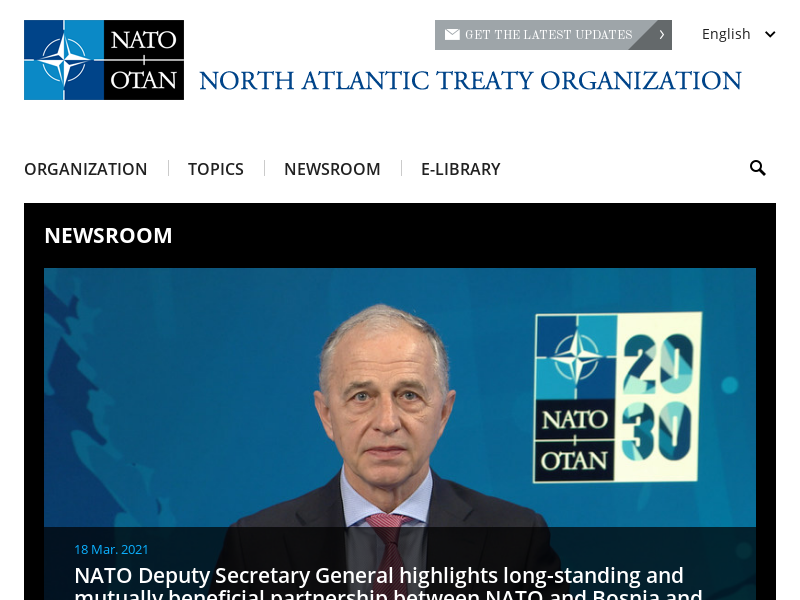 NATO
OTAN
GET THE LATEST UPDATES
English
NORTH ATLANTIC TREATY ORGANIZATION
ORGANIZATION
TOPICS
NEWSROOM
E-LIBRARY
NEWSROOM
20
30
NATO
OTAN
18 Mar. 2021
NATO Deputy Secretary General highlights long-standing and
mutually beneficial partnership between NATO and Bosnia and